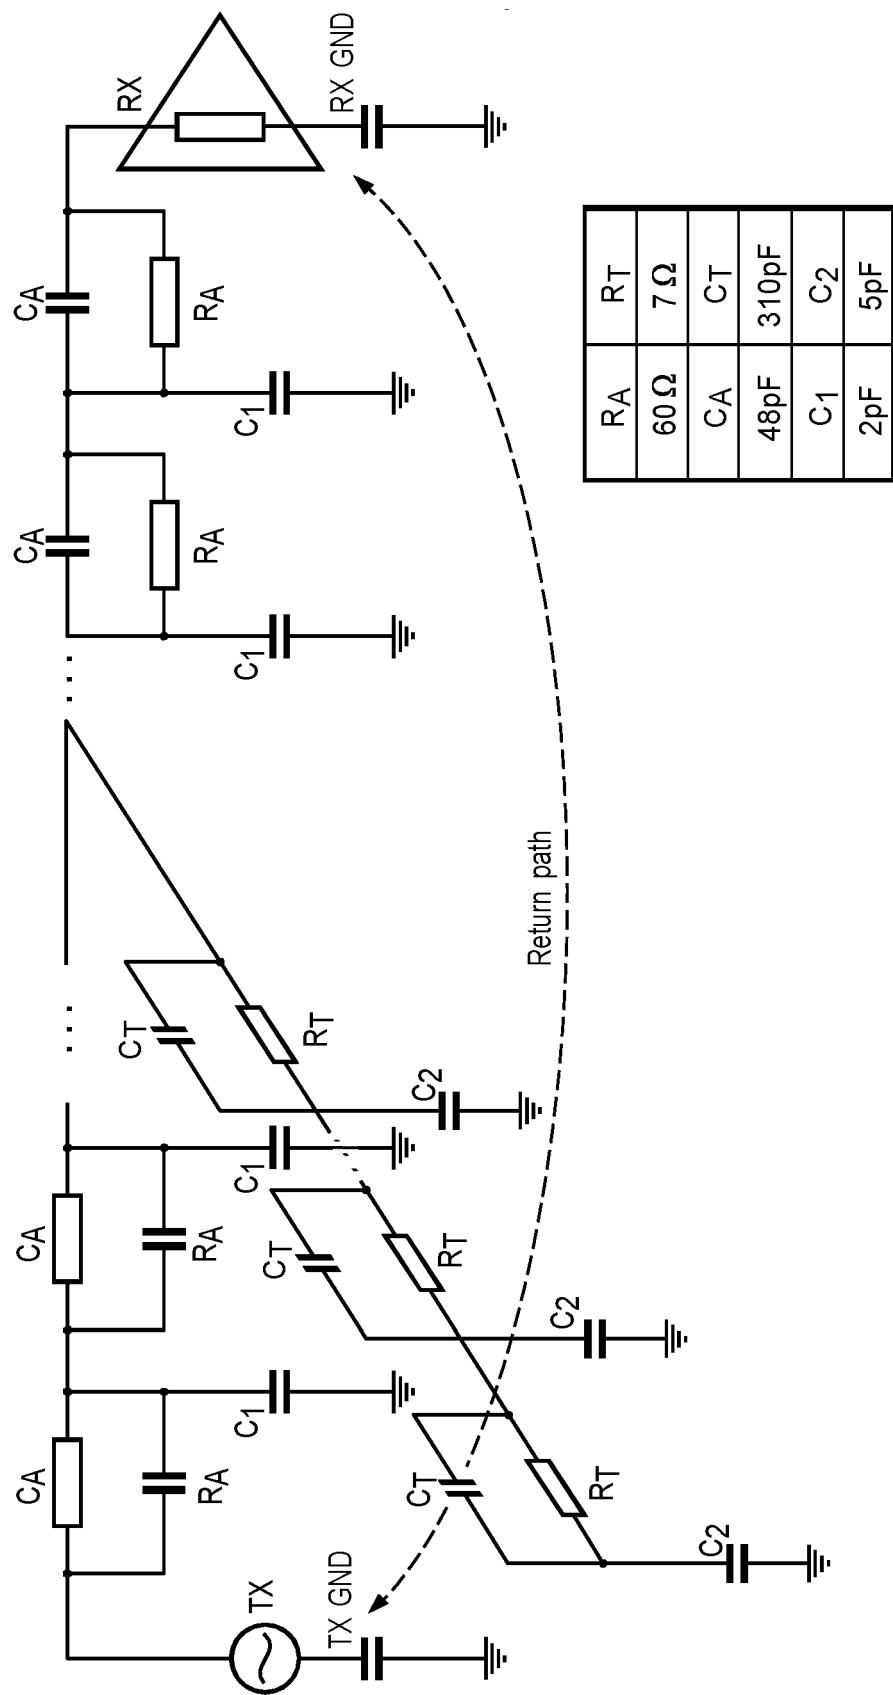 CA
CA
CA
CA
RA
RA
RA
RA
C1
C1
C1
C1
TX
TX GND
RX
RX GND
CT
CT
CT
RT
RT
RT
C2
C2
C2
Return path
RA RT
60Ω 7Ω
CA CT
48pF 310pF
C1 C2
2pF 5pF